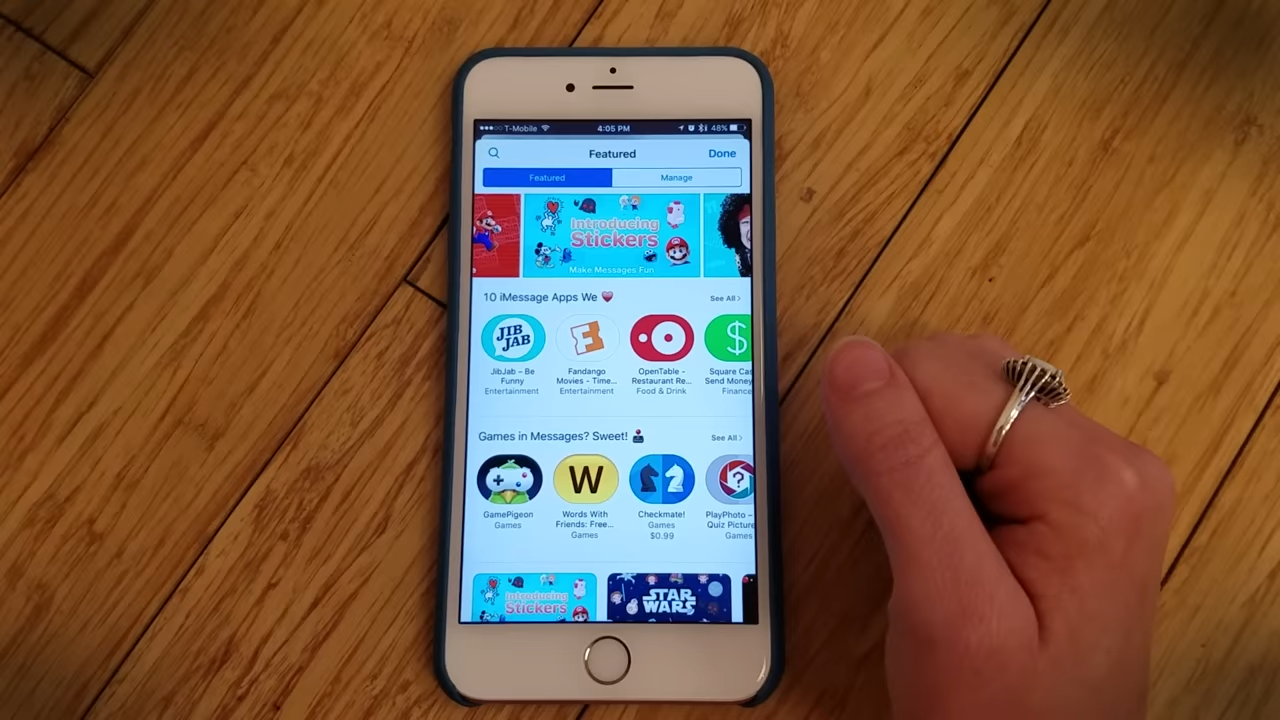 T-Mobile 4:05 PM 48%
Featured Done
Featured Manage
Introducing
Stickers
Make Messages Fun
10 iMessage Apps We See All >
JIB
JAB
F
$
JibJab – Be
Funny
Entertainment
Fandango
Movies - Time...
Entertainment
OpenTable -
Restaurant Re...
Food & Drink
Square Cas
Send Money
Finance
Games in Messages? Sweet! See All >
W
?
GamePigeon
Games
Words With
Friends: Free...
Games
Checkmate!
Games
$0.99
PlayPhoto –
Quiz Picture
Games
Introducing
Stickers
STAR
WARS